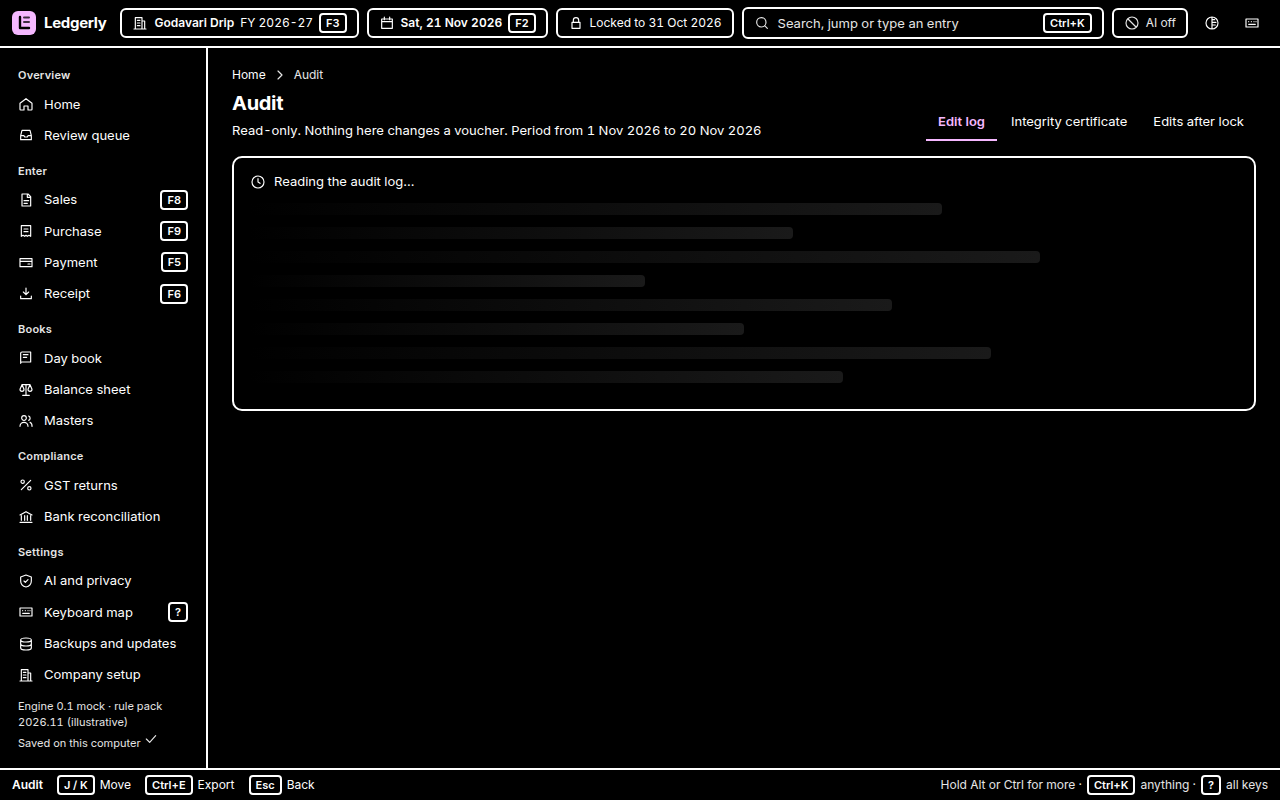 Ledgerly
Godavari Drip FY 2026-27 F3
Sat, 21 Nov 2026 F2
Locked to 31 Oct 2026
Search, jump or type an entry Ctrl+K
AI off
Overview
Home
Review queue
Enter
Sales F8
Purchase F9
Payment F5
Receipt F6
Books
Day book
Balance sheet
Masters
Compliance
GST returns
Bank reconciliation
Settings
AI and privacy
Keyboard map ?
Backups and updates
Company setup
Engine 0.1 mock · rule pack
2026.11 (illustrative)
Saved on this computer
Home Audit
Audit
Read-only. Nothing here changes a voucher. Period from 1 Nov 2026 to 20 Nov 2026
Edit log Integrity certificate Edits after lock
Reading the audit log...
Audit J / K Move Ctrl+E Export Esc Back
Hold Alt or Ctrl for more · Ctrl+K anything · ? all keys